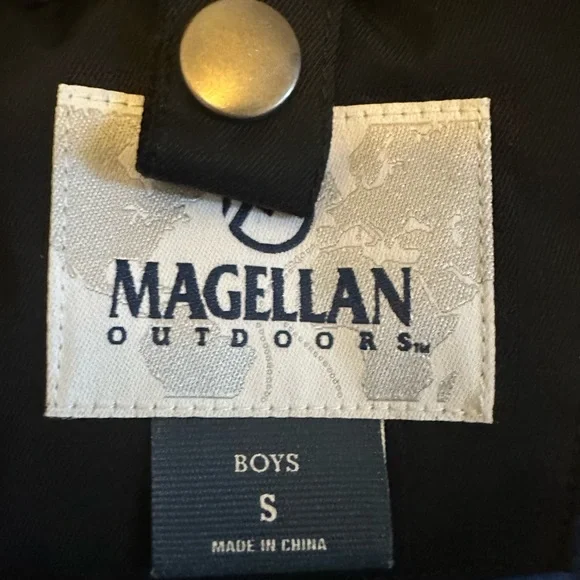 MAGELLAN
OUTDOORS™
BOYS
S
MADE IN CHINA